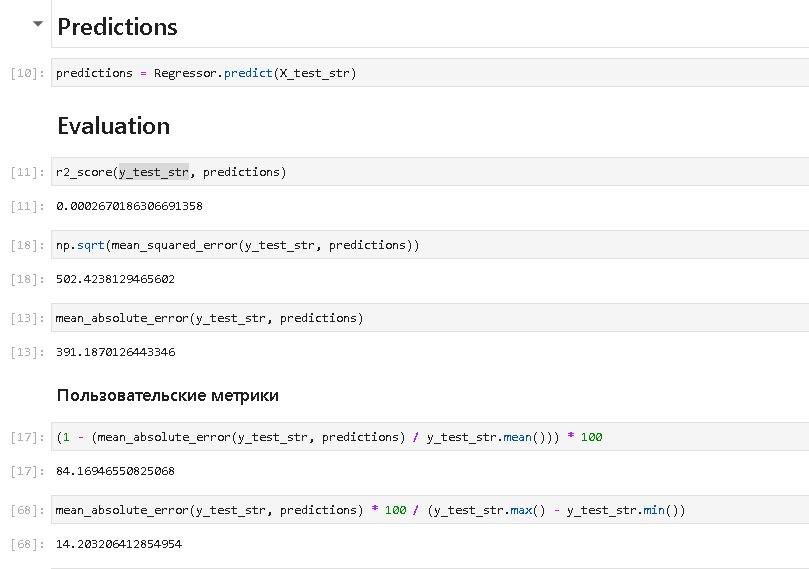 Predictions
[10]: predictions = Regressor.predict(X_test_str)
Evaluation
[11]: r2_score(y_test_str, predictions)
[11]: 0.0002670186306691358
[18]: np.sqrt(mean_squared_error(y_test_str, predictions))
[18]: 502.4238129465602
[13]: mean_absolute_error(y_test_str, predictions)
[13]: 391.1870126443346
Пользовательские метрики
[17]: (1 - (mean_absolute_error(y_test_str, predictions) / y_test_str.mean())) * 100
[17]: 84.16946550825068
[68]: mean_absolute_error(y_test_str, predictions) * 100 / (y_test_str.max() - y_test_str.min())
[68]: 14.203206412854954